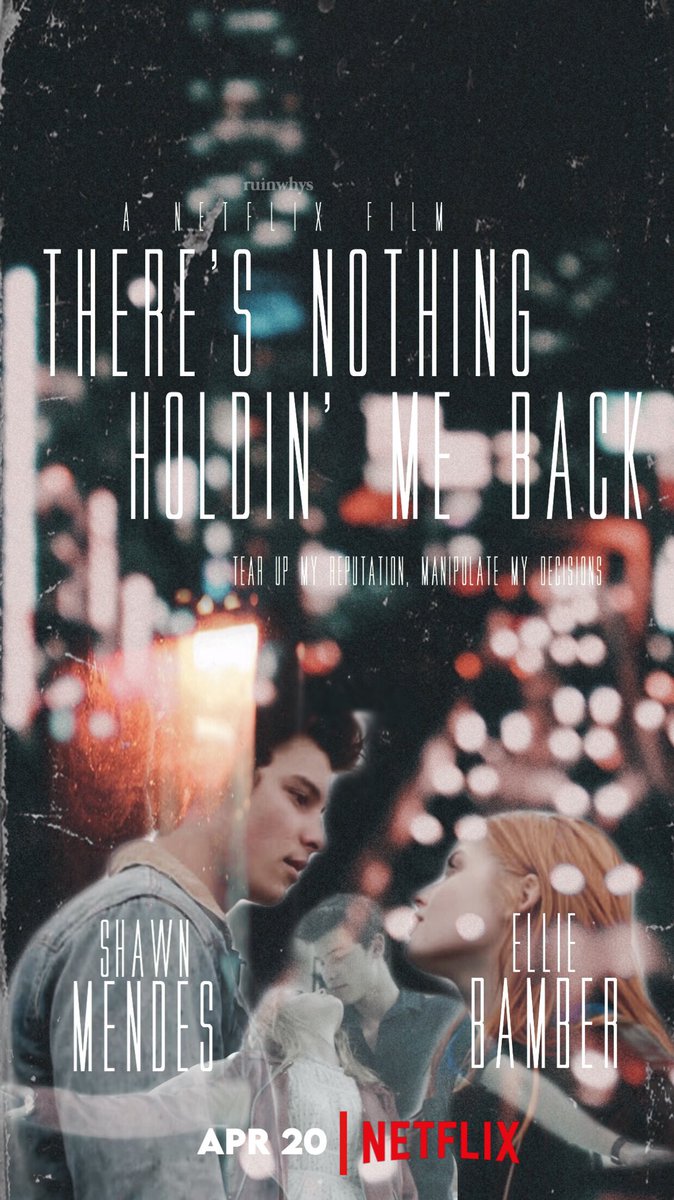 ruinwhys
A NETFLIX FILM
THERE'S NOTHING
HOLDIN' ME BACK
TEAR UP MY REPUTATION, MANIPULATE MY DECISIONS
SHAWN
MENDES
ELLIE
BAMBER
APR 20 | NETFLIX